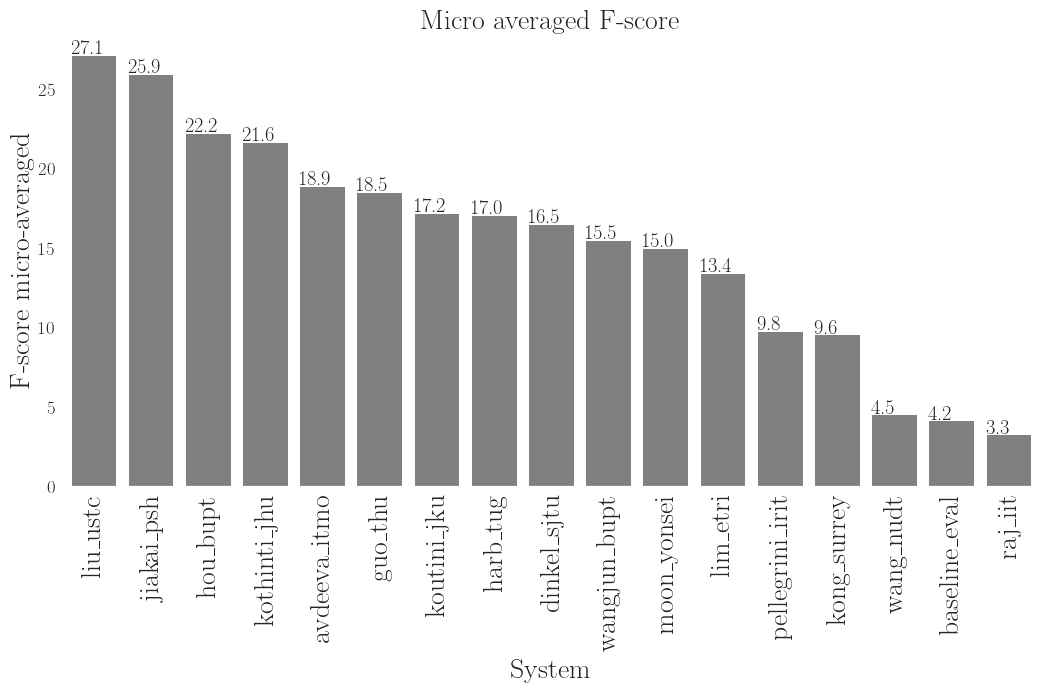 Micro averaged F-score
F-score micro-averaged
25
20
15
10
5
0
27.1
25.9
22.2
21.6
18.9
18.5
17.2
17.0
16.5
15.5
15.0
13.4
9.8
9.6
4.5
4.2
3.3
liu_ustc
jiakai_psh
hou_bupt
kothinti_jhu
avdeeva_itmo
guo_thu
koutini_jku
harb_tug
dinkel_sjtu
wangjun_bupt
moon_yonsei
lim_etri
pellegrini_irit
kong_surrey
wang_nudt
baseline_eval
raj_iit
System